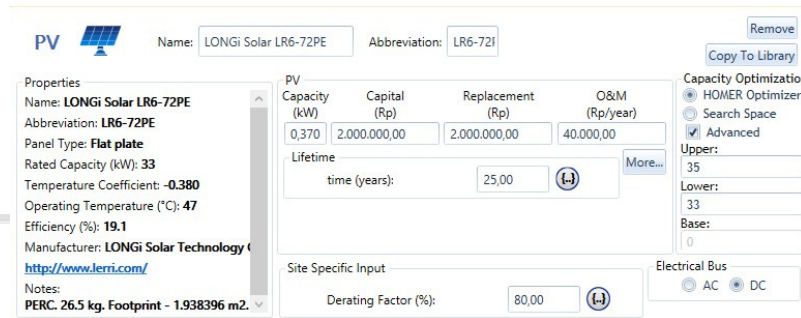 PV
Name: LONGi Solar LR6-72PE
Abbreviation: LR6-72
Remove
Copy To Library
Properties
Name: LONGi Solar LR6-72PE
Abbreviation: LR6-72PE
Panel Type: Flat plate
Rated Capacity (kW): 33
Temperature Coefficient: -0.380
Operating Temperature (°C): 47
Efficiency (%): 19.1
Manufacturer: LONGi Solar Technology
http://www.lerri.com/
Notes:
PERC. 26.5 kg. Footprint - 1.938396 m2.
PV
Capacity (kW) Capital (Rp) Replacement (Rp) O&M (Rp/year)
0,370 2.000.000,00 2.000.000,00 40.000,00
Lifetime
time (years): 25,00 {..}
More...
Site Specific Input
Derating Factor (%): 80,00 {..}
Capacity Optimizatio
HOMER Optimizer
Search Space
Advanced
Upper:
35
Lower:
33
Base:
0
Electrical Bus
AC DC